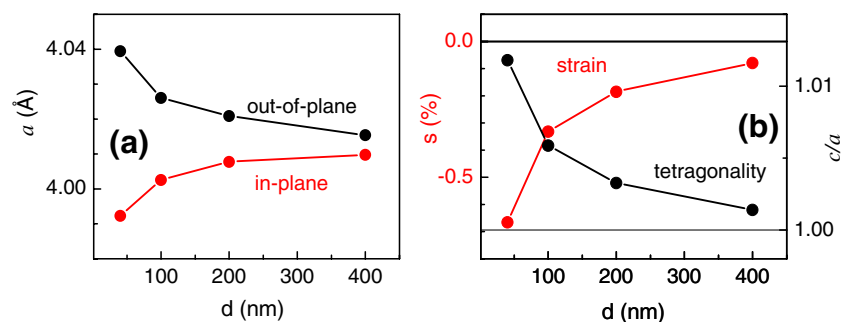 4.04
4.00
a (Å)
out-of-plane
(a)
in-plane
100 200 300 400
d (nm)
0.0
-0.5
s (%)
strain
(b)
tetragonality
1.01
1.00
c/a
100 200 300 400
d (nm)